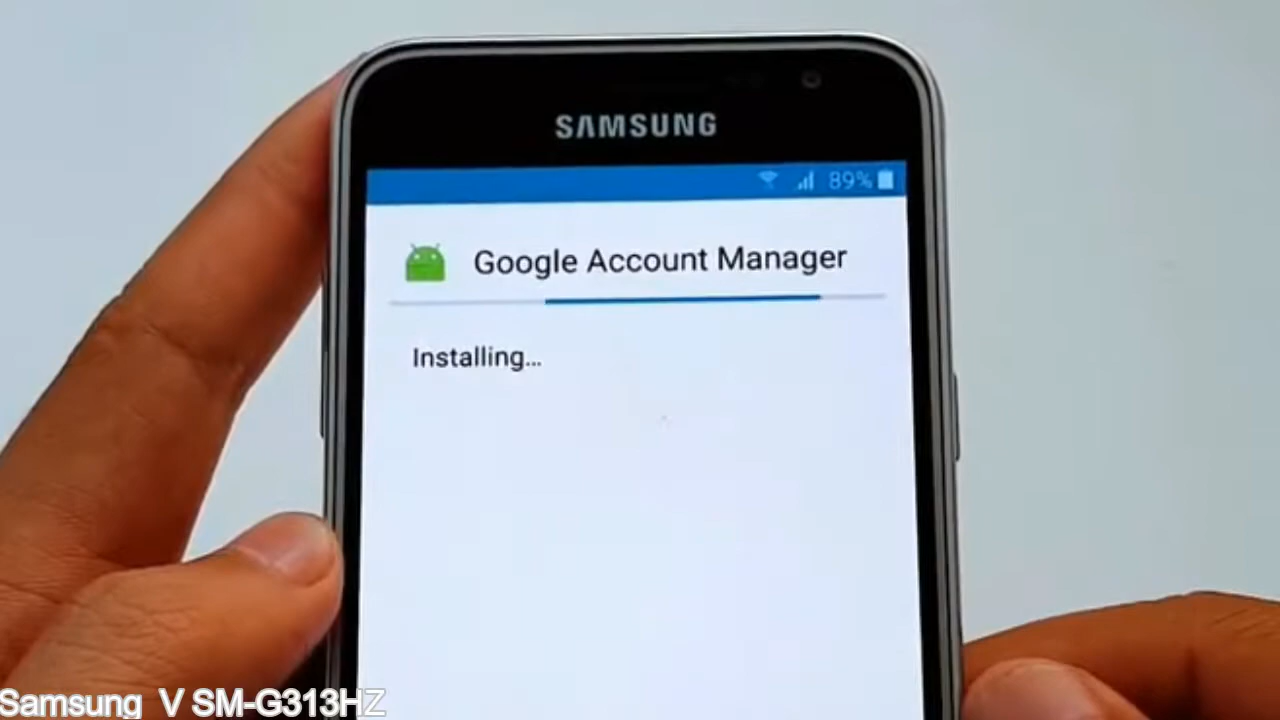 SAMSUNG
89%
Google Account Manager
Installing...
Samsung V SM-G313HZ